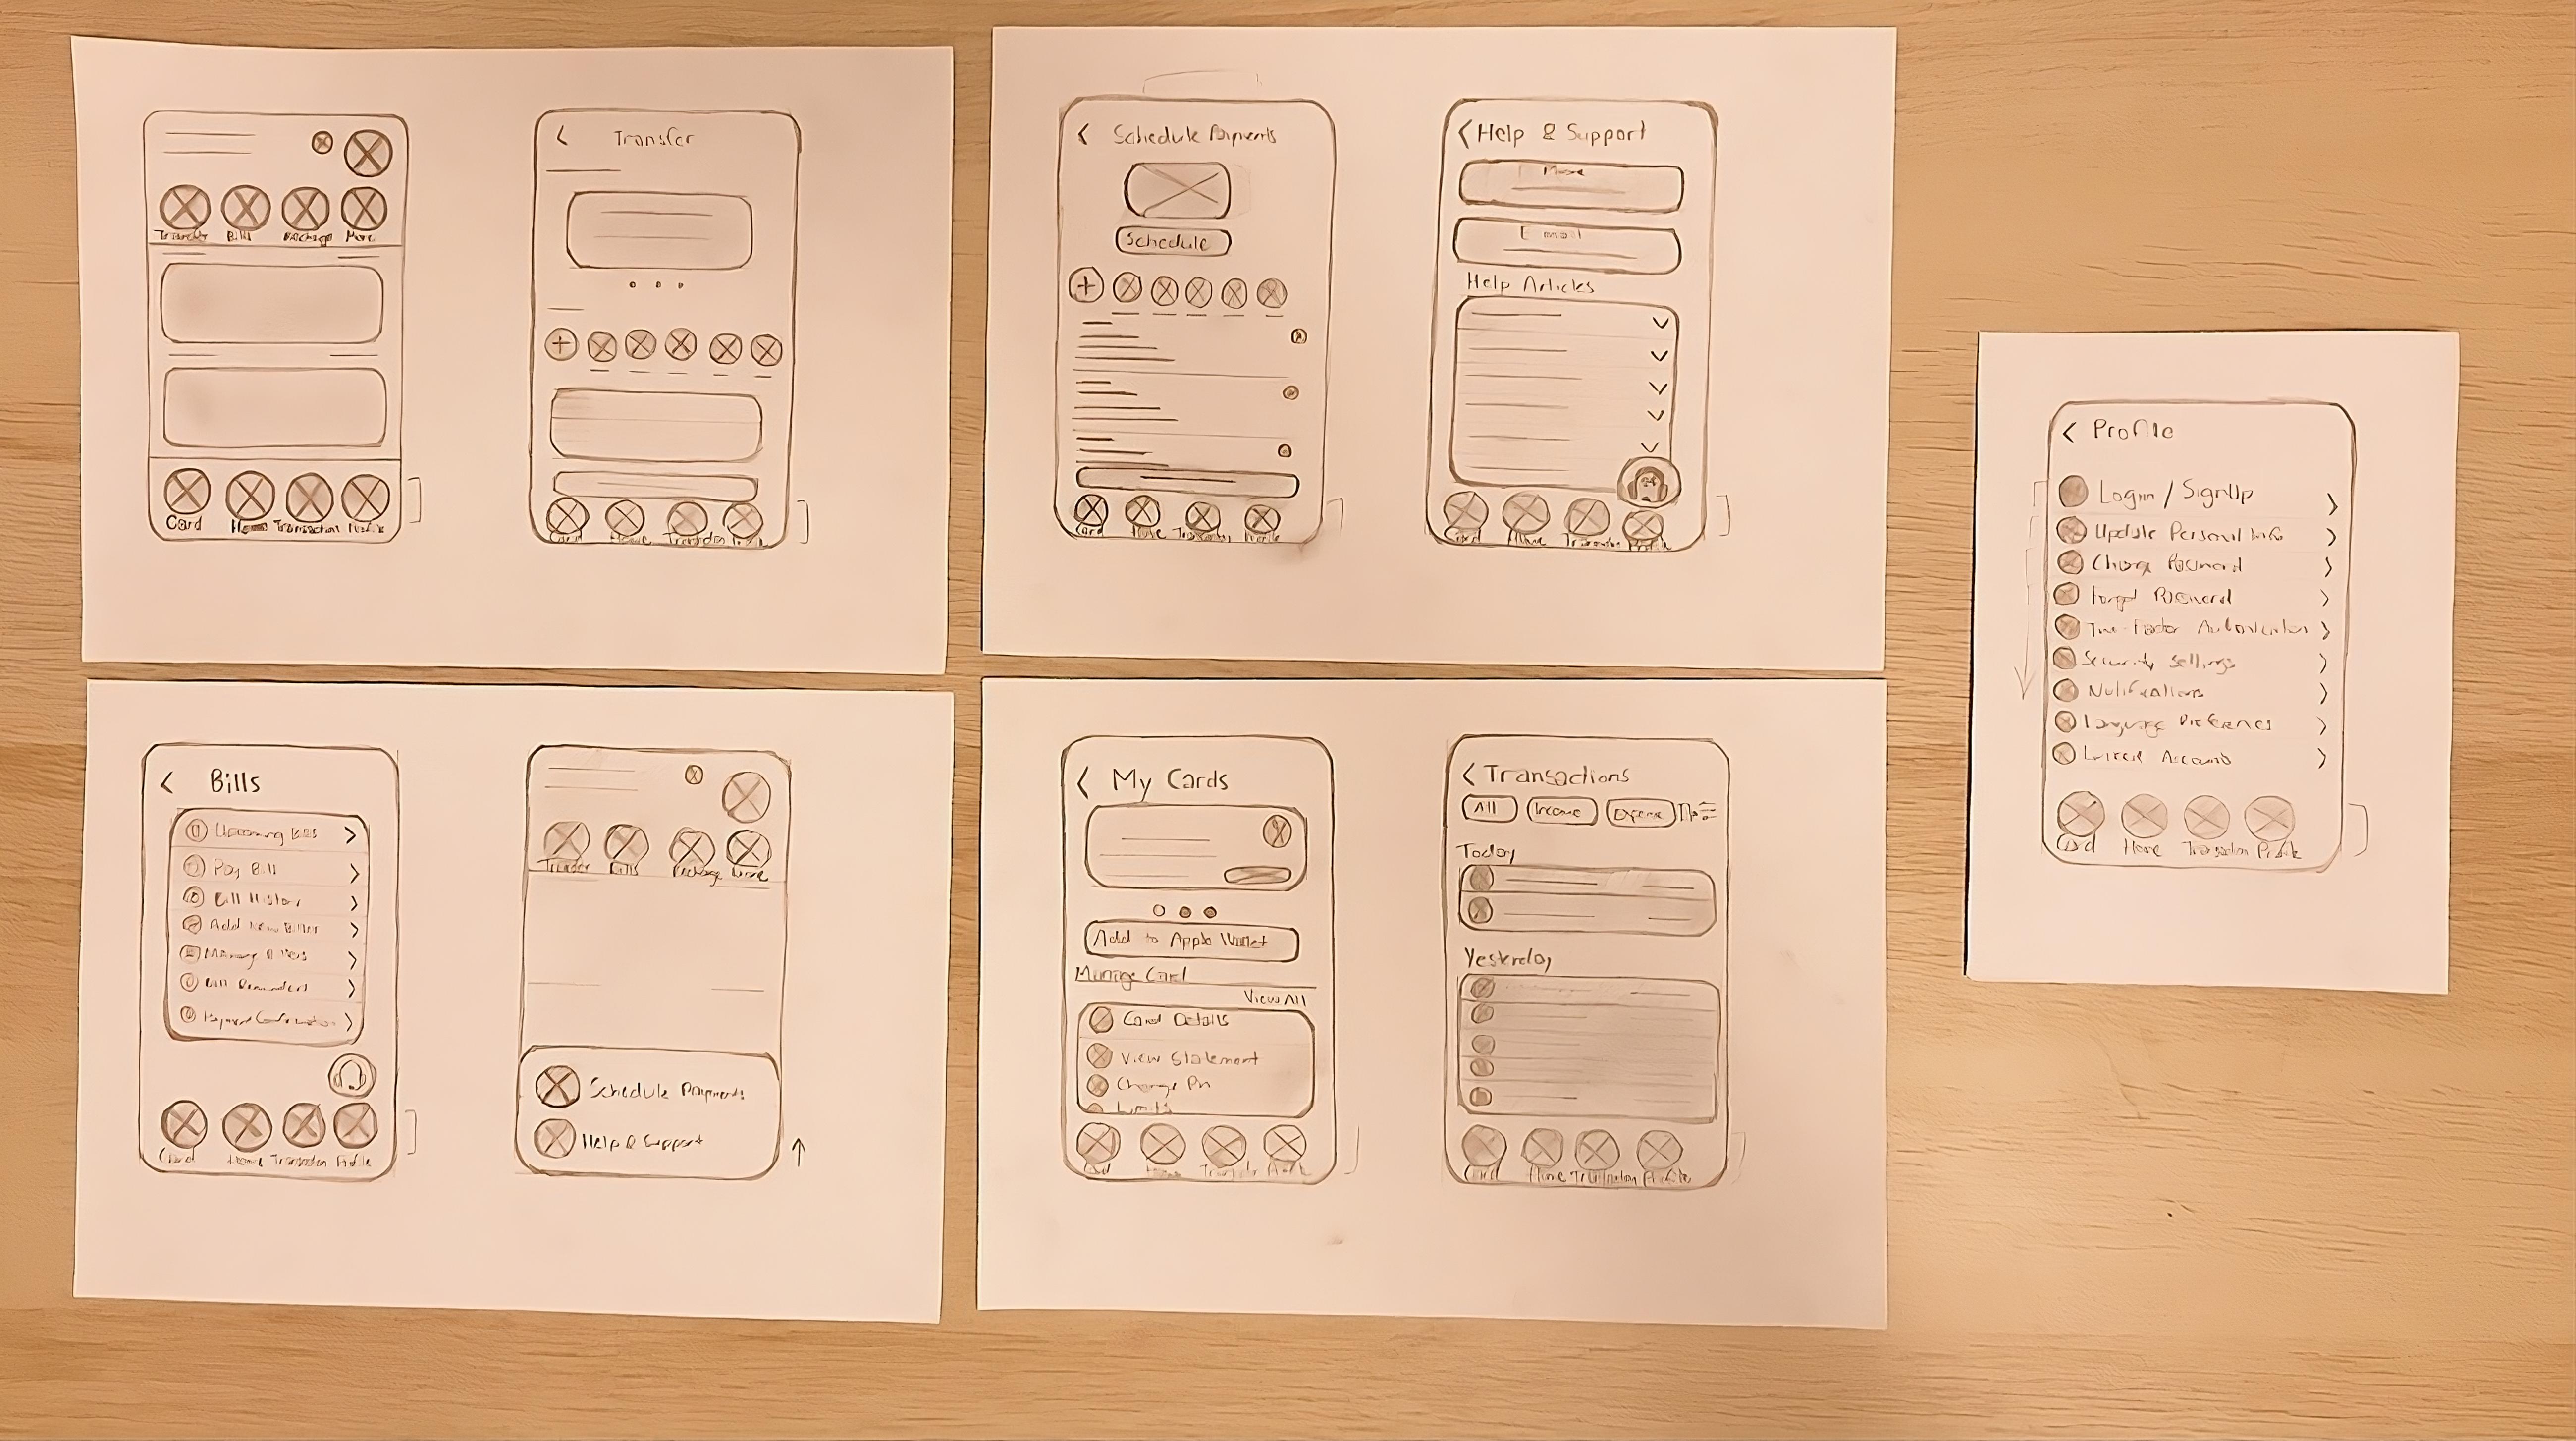 Transfer Bills Recharge More
Card Home Transaction Profile
< Transfer
Card Home Transaction
< Schedule Payments
Schedule
Card Home Transaction Profile
< Help & Support
Email
Help Articles
Card Home Transaction Profile
< Bills
Upcoming Bills >
Pay Bill >
Bill History >
Add New Biller >
Manage Billers >
Bill Reminders >
Payment Confirmation >
Card Home Transaction Profile
Transfer Bills Recharge More
Schedule Payments
Help & Support
< My Cards
Add to Apple Wallet
Manage Card
View All
Card Details
View Statement
Change Pin
Limits
Card Home Transaction Profile
< Transactions
All Income Expense
Today
Yesterday
Card Home Transaction Profile
< Profile
Login / SignUp >
Update Personal Info >
Change Password >
Forgot Password >
Two-Factor Authentication >
Security Settings >
Notifications >
Language Preferences >
Linked Accounts >
Card Home Transaction Profile